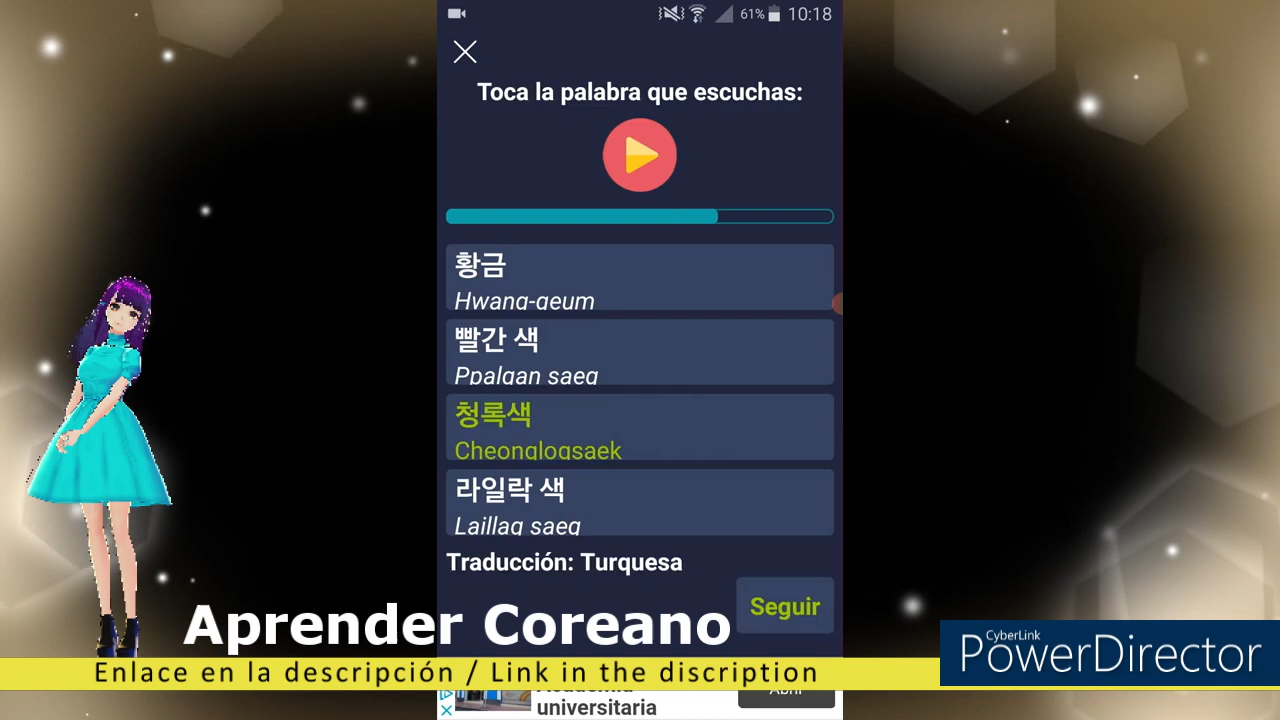 61% 10:18
Toca la palabra que escuchas:
황금
Hwang-geum
빨간 색
Ppalgan saeg
청록색
Cheonglogsaek
라일락 색
Laillag saeg
Traducción: Turquesa
Seguir
Aprender Coreano
Enlace en la descripción / Link in the discription
CyberLink
PowerDirector
Academia
universitaria
Abrir